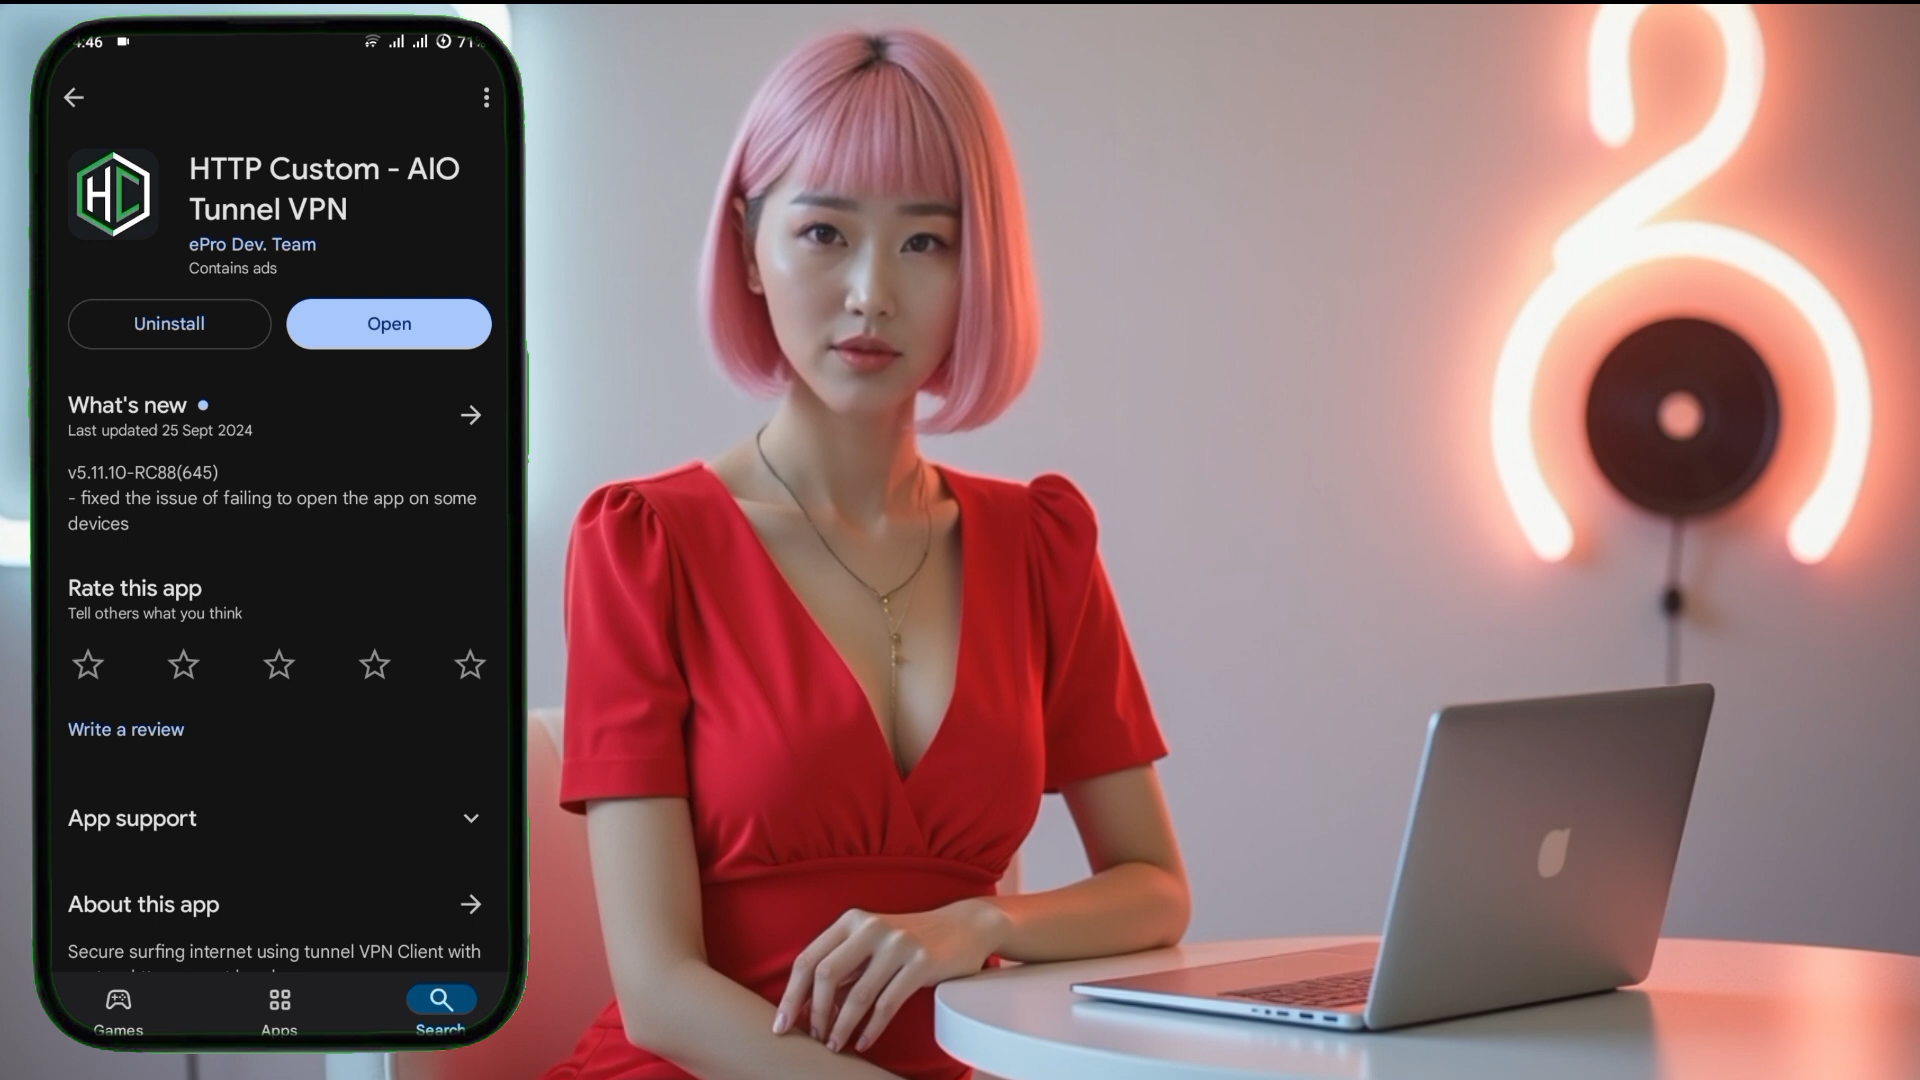 4:46
71
HC
HTTP Custom - AIO
Tunnel VPN
ePro Dev. Team
Contains ads
Uninstall
Open
What's new
Last updated 25 Sept 2024
v5.11.10-RC88(645)
- fixed the issue of failing to open the app on some
devices
Rate this app
Tell others what you think
Write a review
App support
About this app
Secure surfing internet using tunnel VPN Client with
Games
Apps
Search